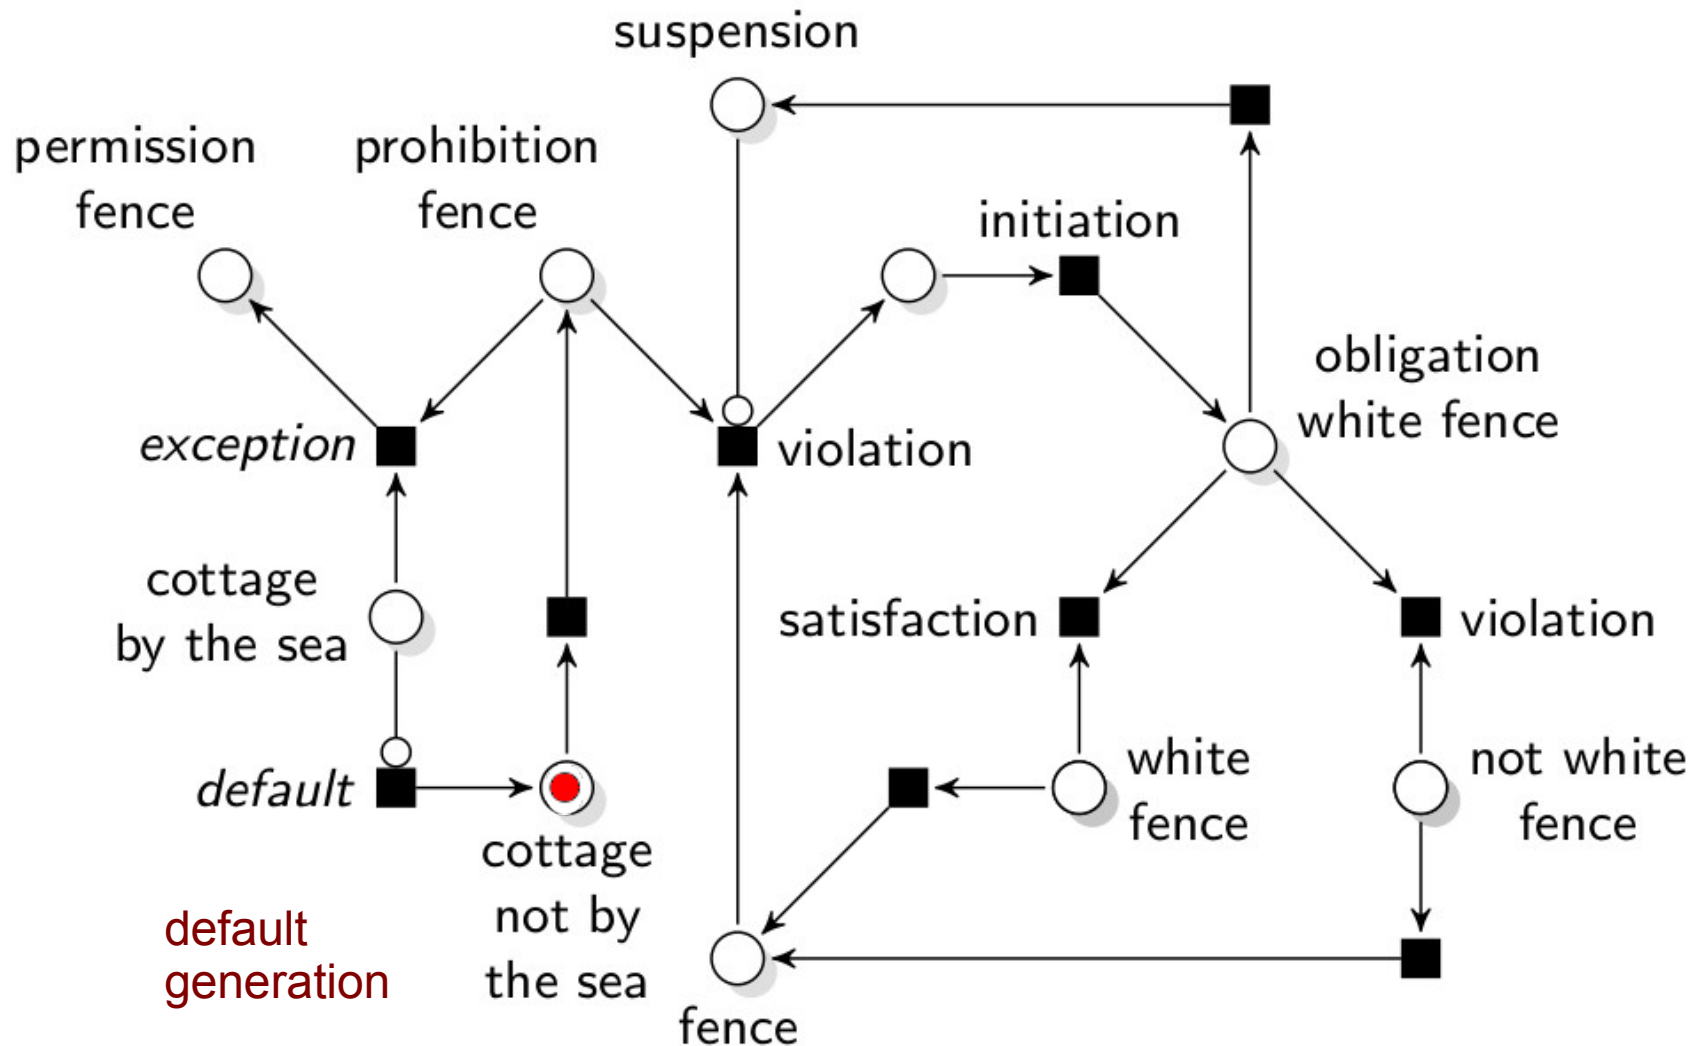 suspension
permission
fence
prohibition
fence
initiation
obligation
white fence
exception
violation
cottage
by the sea
satisfaction
violation
default
cottage
not by
the sea
white
fence
not white
fence
default
generation
fence